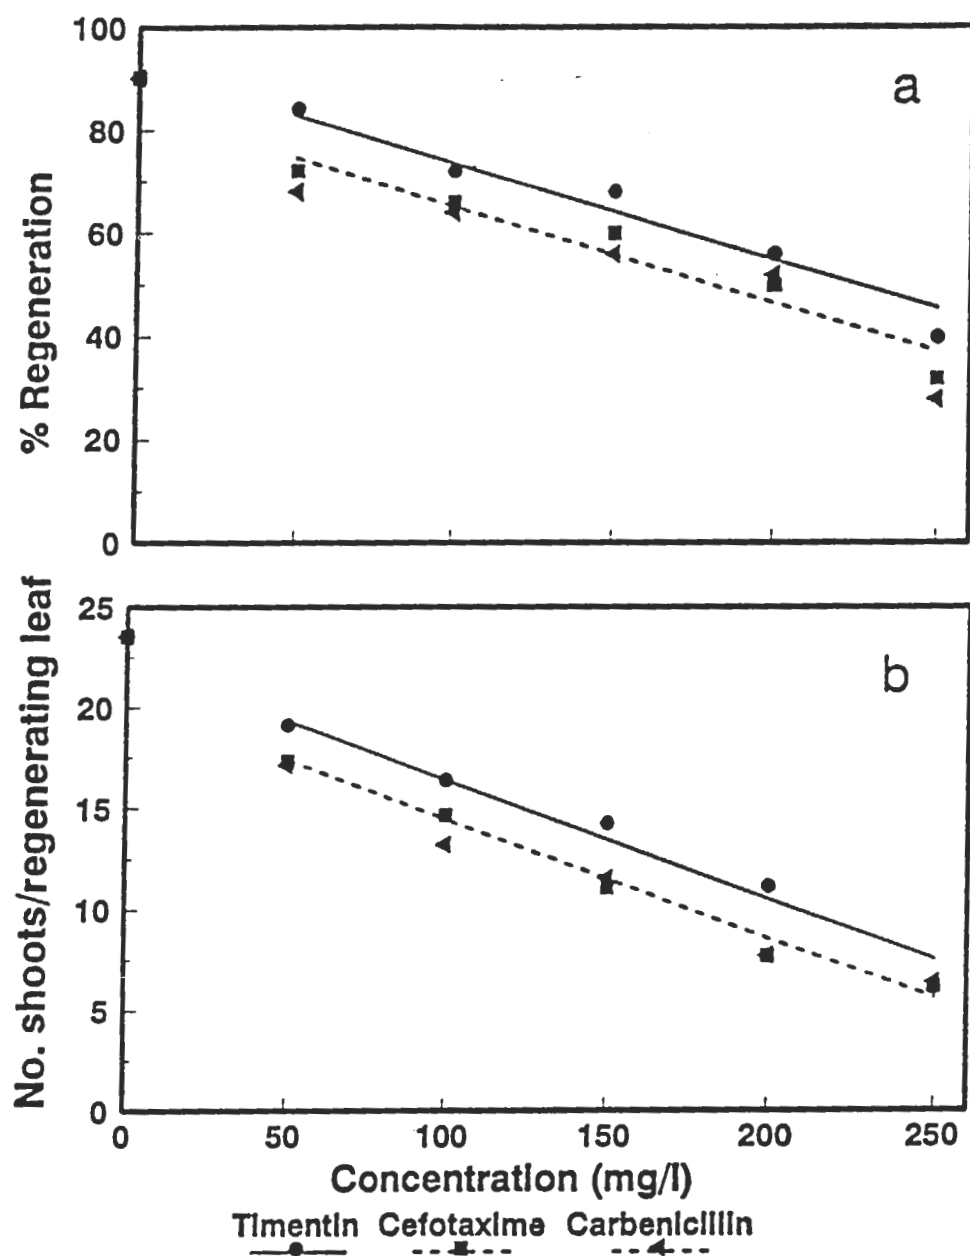 100
a
80
60
40
20
0
% Regeneration
25
b
20
15
10
5
0
No. shoots/regenerating leaf
0 50 100 150 200 250
Concentration (mg/l)
Timentin Cefotaxime Carbenicillin